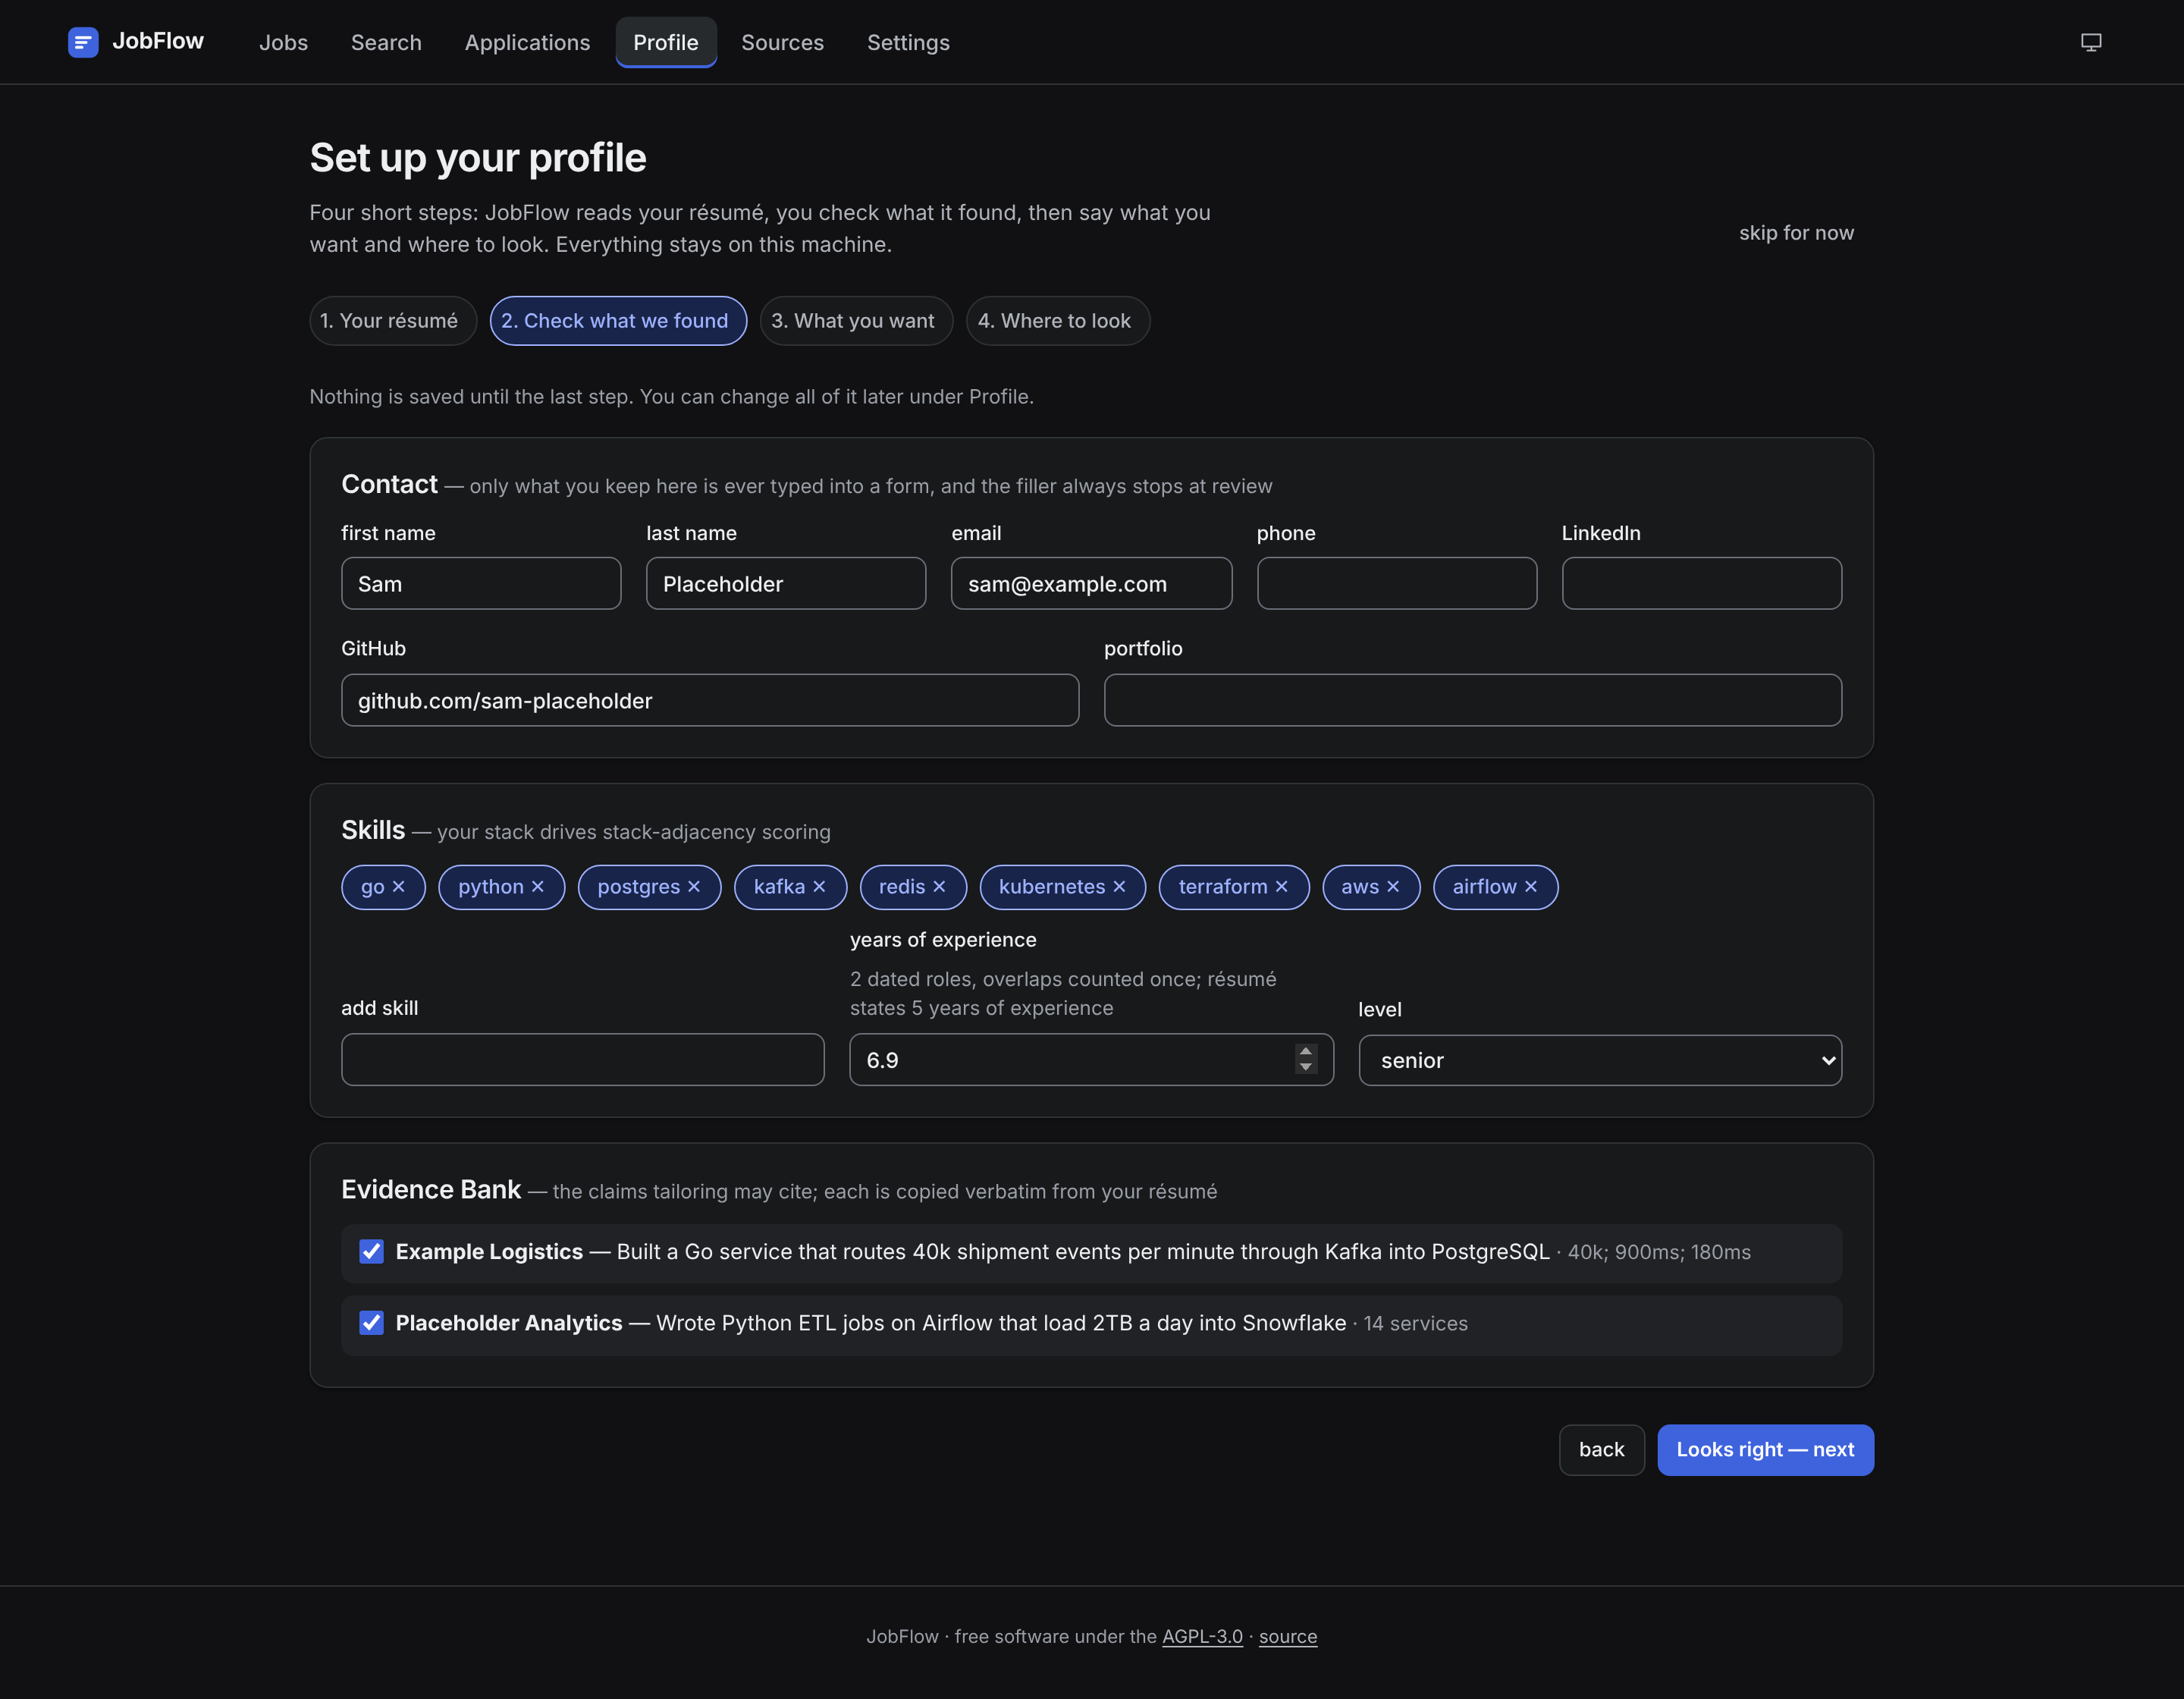 JobFlow Jobs Search Applications Profile Sources Settings
Set up your profile
Four short steps: JobFlow reads your résumé, you check what it found, then say what you
want and where to look. Everything stays on this machine.
skip for now
1. Your résumé 2. Check what we found 3. What you want 4. Where to look
Nothing is saved until the last step. You can change all of it later under Profile.
Contact — only what you keep here is ever typed into a form, and the filler always stops at review
first name last name email phone LinkedIn
Sam Placeholder sam@example.com
GitHub portfolio
github.com/sam-placeholder
Skills — your stack drives stack-adjacency scoring
go × python × postgres × kafka × redis × kubernetes × terraform × aws × airflow ×
years of experience
2 dated roles, overlaps counted once; résumé
states 5 years of experience
add skill level
6.9 senior
Evidence Bank — the claims tailoring may cite; each is copied verbatim from your résumé
Example Logistics — Built a Go service that routes 40k shipment events per minute through Kafka into PostgreSQL · 40k; 900ms; 180ms
Placeholder Analytics — Wrote Python ETL jobs on Airflow that load 2TB a day into Snowflake · 14 services
back Looks right — next
JobFlow · free software under the AGPL-3.0 · source